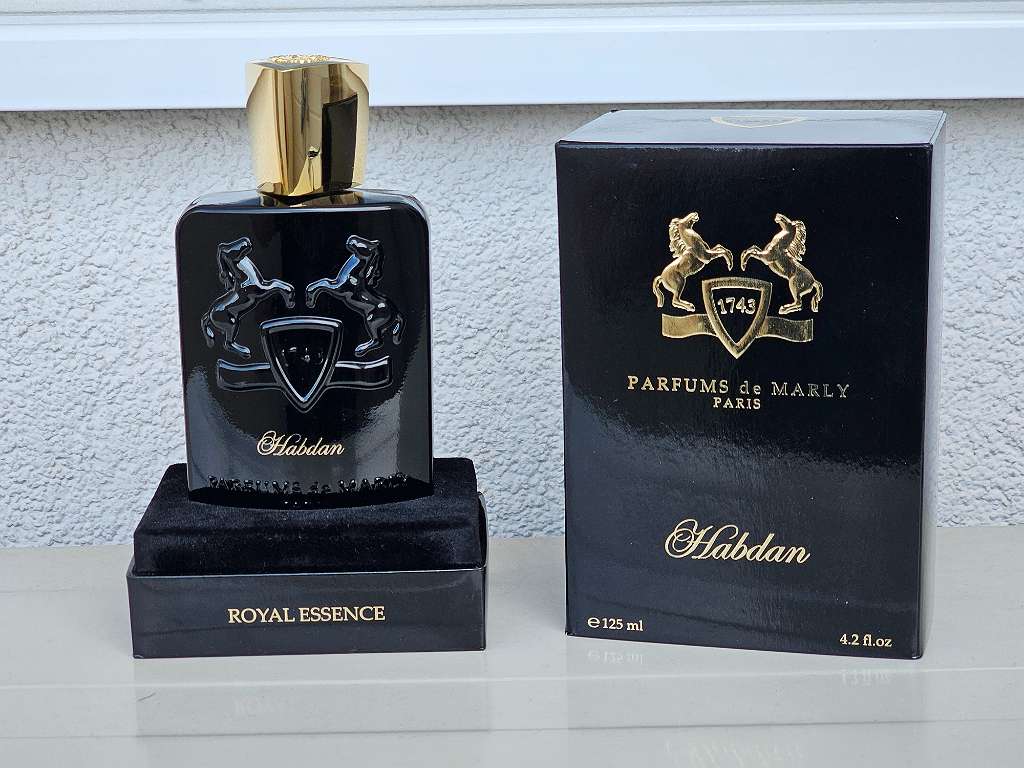 Habdan
PARFUMS de MARLY
ROYAL ESSENCE
1743
PARFUMS de MARLY
PARIS
Habdan
℮ 125 ml
4.2 fl.oz